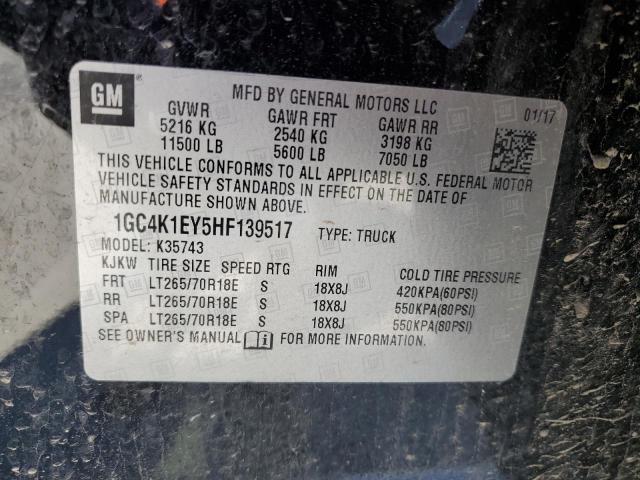 GM
MFD BY GENERAL MOTORS LLC
01/17
GVWR GAWR FRT GAWR RR
5216 KG 2540 KG 3198 KG
11500 LB 5600 LB 7050 LB
THIS VEHICLE CONFORMS TO ALL APPLICABLE U.S. FEDERAL MOTOR
VEHICLE SAFETY STANDARDS IN EFFECT ON THE DATE OF
MANUFACTURE SHOWN ABOVE.
1GC4K1EY5HF139517 TYPE: TRUCK
MODEL: K35743
KJKW TIRE SIZE SPEED RTG RIM COLD TIRE PRESSURE
FRT LT265/70R18E S 18X8J 420KPA(60PSI)
RR LT265/70R18E S 18X8J 550KPA(80PSI)
SPA LT265/70R18E S 18X8J 550KPA(80PSI)
SEE OWNER'S MANUAL FOR MORE INFORMATION.